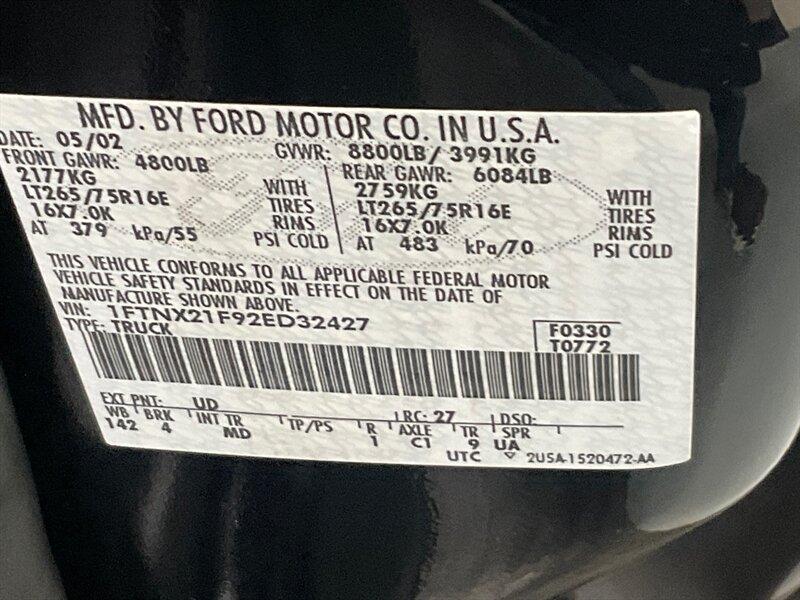 MFD. BY FORD MOTOR CO. IN U.S.A.
DATE: 05/02 GVWR: 8800LB/ 3991KG
FRONT GAWR: 4800LB REAR GAWR: 6084LB
2177KG WITH 2759KG WITH
LT265/75R16E TIRES LT265/75R16E TIRES
16X7.0K RIMS 16X7.0K RIMS
AT 379 kPa/55 PSI COLD AT 483 kPa/70 PSI COLD
THIS VEHICLE CONFORMS TO ALL APPLICABLE FEDERAL MOTOR
VEHICLE SAFETY STANDARDS IN EFFECT ON THE DATE OF
MANUFACTURE SHOWN ABOVE.
VIN: 1FTNX21F92ED32427 F0330
TYPE: TRUCK T0772
EXT PNT: UD RC: 27 DSO:
WB BRK INT TR TP/PS R AXLE TR SPR
142 4 MD 1 C1 9 UA
UTC ▽ 2U5A-1520472-AA